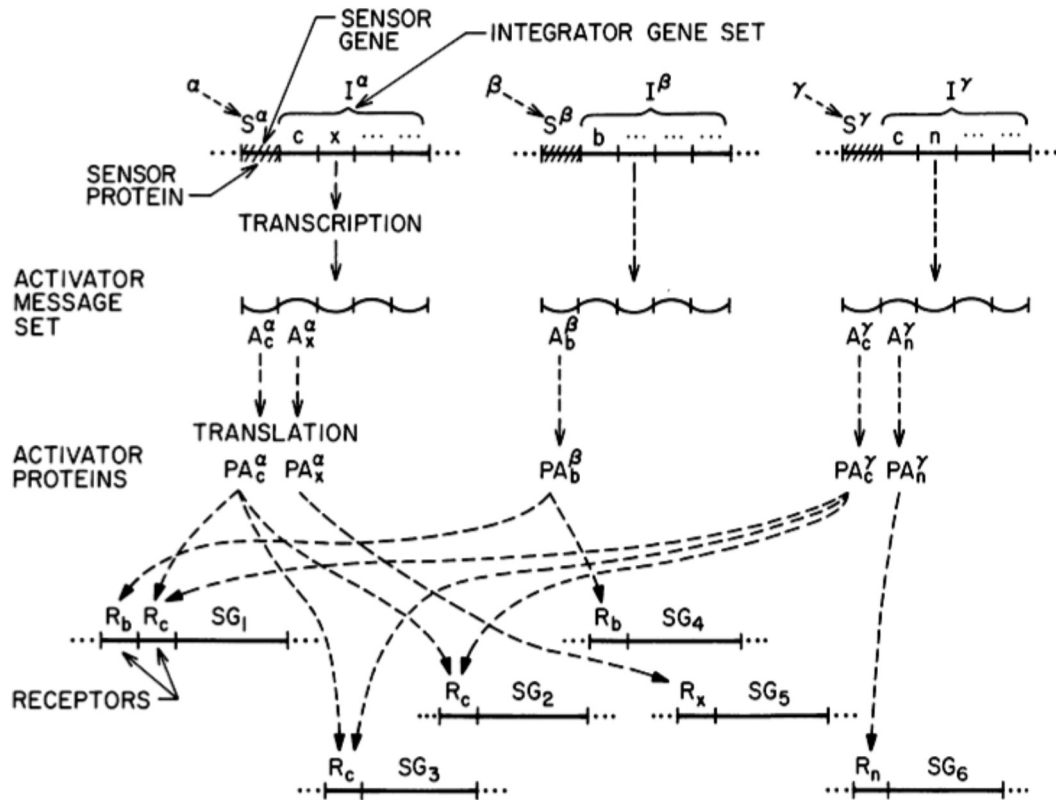 SENSOR GENE
INTEGRATOR GENE SET
α β γ
I^α I^β I^γ
S^α S^β S^γ
c x ... ... b ... ... ... c n ... ...
SENSOR PROTEIN
TRANSCRIPTION
ACTIVATOR MESSAGE SET
A_c^α A_x^α A_b^β A_c^γ A_n^γ
TRANSLATION
ACTIVATOR PROTEINS
PA_c^α PA_x^α PA_b^β PA_c^γ PA_n^γ
R_b R_c SG_1 R_b SG_4
RECEPTORS
R_c SG_2 R_x SG_5
R_c SG_3 R_n SG_6